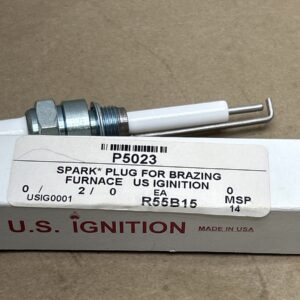 P5023
SPARK* PLUG FOR BRAZING
FURNACE US IGNITION
0 / 2 / 0 EA 0
USIG0001 R55B15 MSP
14
U.S. IGNITION MADE IN USA